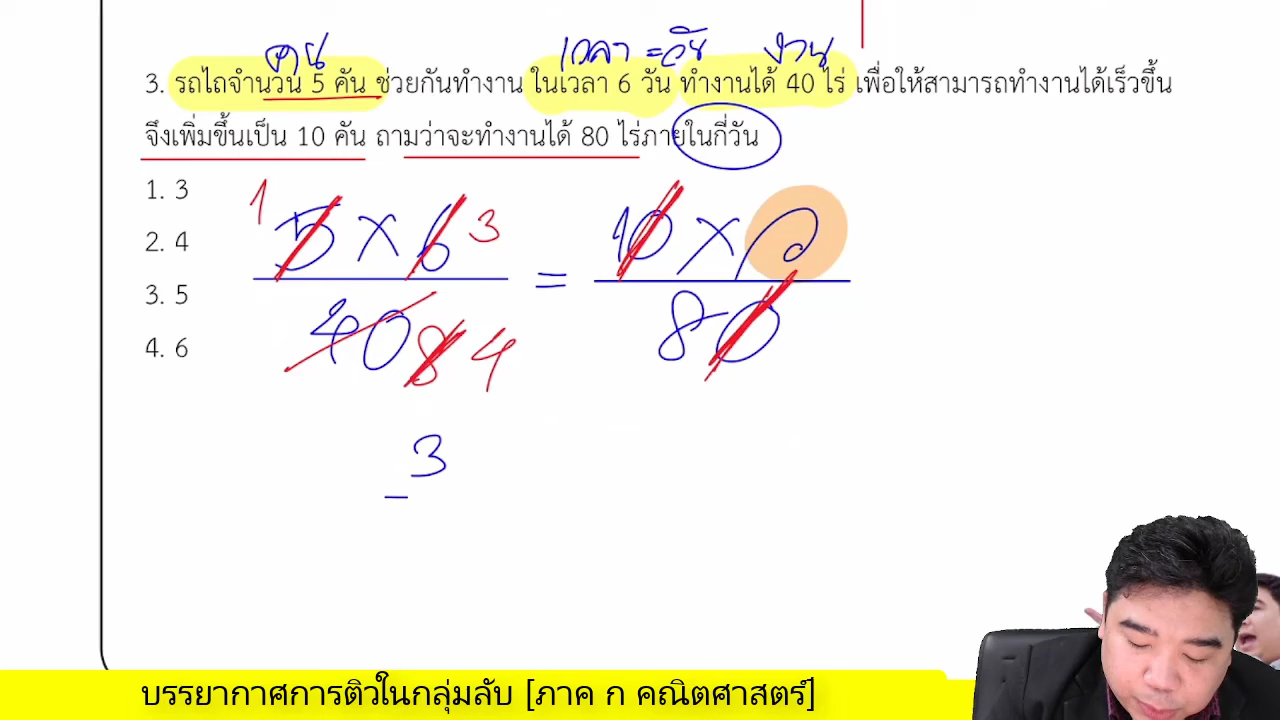 คน เวลา = วัน งาน
3. รถไถจำนวน 5 คัน ช่วยกันทำงาน ในเวลา 6 วัน ทำงานได้ 40 ไร่ เพื่อให้สามารถทำงานได้เร็วขึ้น
จึงเพิ่มขึ้นเป็น 10 คัน ถามว่าจะทำงานได้ 80 ไร่ภายในกี่วัน
1. 3
2. 4
3. 5
4. 6
1 5 × 6 3 = 10 ×
40 8 4 80
3
บรรยากาศการติวในกลุ่มลับ [ภาค ก คณิตศาสตร์]